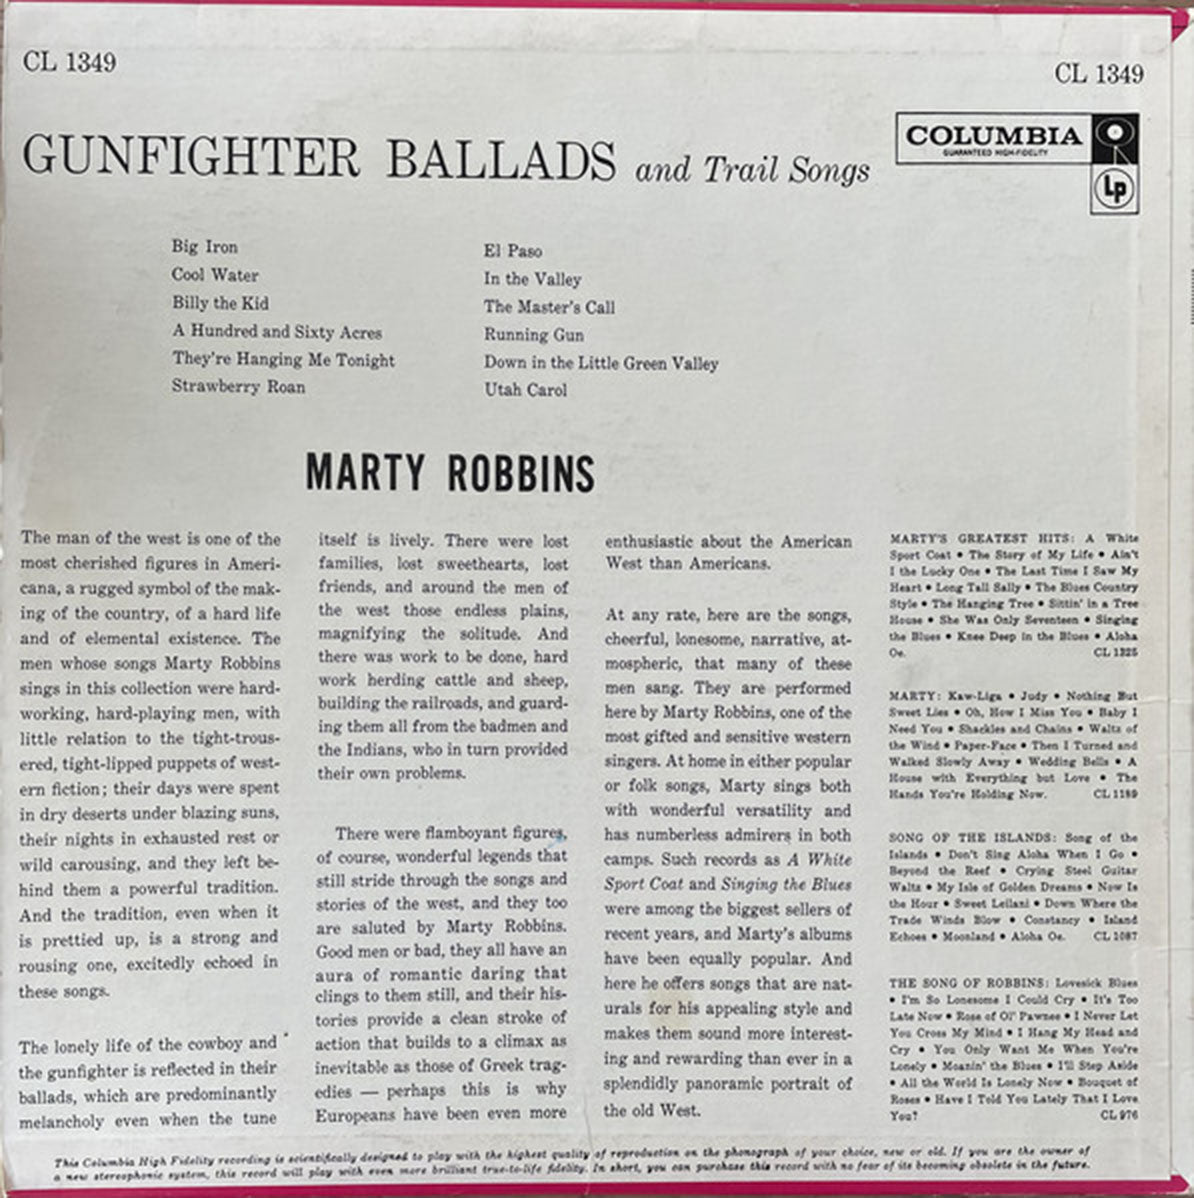 CL 1349
CL 1349
GUNFIGHTER BALLADS and Trail Songs
COLUMBIA
GUARANTEED HIGH-FIDELITY
Lp
Big Iron
Cool Water
Billy the Kid
A Hundred and Sixty Acres
They're Hanging Me Tonight
Strawberry Roan
El Paso
In the Valley
The Master's Call
Running Gun
Down in the Little Green Valley
Utah Carol
MARTY ROBBINS
The man of the west is one of the
most cherished figures in Ameri-
cana, a rugged symbol of the mak-
ing of the country, of a hard life
and of elemental existence. The
men whose songs Marty Robbins
sings in this collection were hard-
working, hard-playing men, with
little relation to the tight-trous-
ered, tight-lipped puppets of west-
ern fiction; their days were spent
in dry deserts under blazing suns,
their nights in exhausted rest or
wild carousing, and they left be-
hind them a powerful tradition.
And the tradition, even when it
is prettied up, is a strong and
rousing one, excitedly echoed in
these songs.
The lonely life of the cowboy and
the gunfighter is reflected in their
ballads, which are predominantly
melancholy even when the tune
itself is lively. There were lost
families, lost sweethearts, lost
friends, and around the men of
the west those endless plains,
magnifying the solitude. And
there was work to be done, hard
work herding cattle and sheep,
building the railroads, and guard-
ing them all from the badmen and
the Indians, who in turn provided
their own problems.
There were flamboyant figures,
of course, wonderful legends that
still stride through the songs and
stories of the west, and they too
are saluted by Marty Robbins.
Good men or bad, they all have an
aura of romantic daring that
clings to them still, and their his-
tories provide a clean stroke of
action that builds to a climax as
inevitable as those of Greek trag-
edies — perhaps this is why
Europeans have been even more
enthusiastic about the American
West than Americans.
At any rate, here are the songs,
cheerful, lonesome, narrative, at-
mospheric, that many of these
men sang. They are performed
here by Marty Robbins, one of the
most gifted and sensitive western
singers. At home in either popular
or folk songs, Marty sings both
with wonderful versatility and
has numberless admirers in both
camps. Such records as A White
Sport Coat and Singing the Blues
were among the biggest sellers of
recent years, and Marty's albums
have been equally popular. And
here he offers songs that are nat-
urals for his appealing style and
makes them sound more interest-
ing and rewarding than ever in a
splendidly panoramic portrait of
the old West.
MARTY'S GREATEST HITS: A White
Sport Coat • The Story of My Life • Ain't
I the Lucky One • The Last Time I Saw My
Heart • Long Tall Sally • The Blues Country
Style • The Hanging Tree • Sittin' in a Tree
House • She Was Only Seventeen • Singing
the Blues • Knee Deep in the Blues • Aloha
Oe. CL 1325
MARTY: Kaw-Liga • Judy • Nothing But
Sweet Lies • Oh, How I Miss You • Baby I
Need You • Shackles and Chains • Waltz of
the Wind • Paper-Face • Then I Turned and
Walked Slowly Away • Wedding Bells • A
House with Everything but Love • The
Hands You're Holding Now. CL 1189
SONG OF THE ISLANDS: Song of the
Islands • Don't Sing Aloha When I Go •
Beyond the Reef • Crying Steel Guitar
Waltz • My Isle of Golden Dreams • Now Is
the Hour • Sweet Leilani • Down Where the
Trade Winds Blow • Constancy • Island
Echoes • Moonland • Aloha Oe. CL 1087
THE SONG OF ROBBINS: Lovesick Blues
• I'm So Lonesome I Could Cry • It's Too
Late Now • Rose of Ol' Pawnee • I Never Let
You Cross My Mind • I Hang My Head and
Cry • You Only Want Me When You're
Lonely • Moanin' the Blues • I'll Step Aside
• All the World Is Lonely Now • Bouquet of
Roses • Have I Told You Lately That I Love
You? CL 976
This Columbia High Fidelity recording is scientifically designed to play with the highest quality of reproduction on the phonograph of your choice, new or old. If you are the owner of
a new stereophonic system, this record will play with even more brilliant true-to-life fidelity. In short, you can purchase this record with no fear of its becoming obsolete in the future.